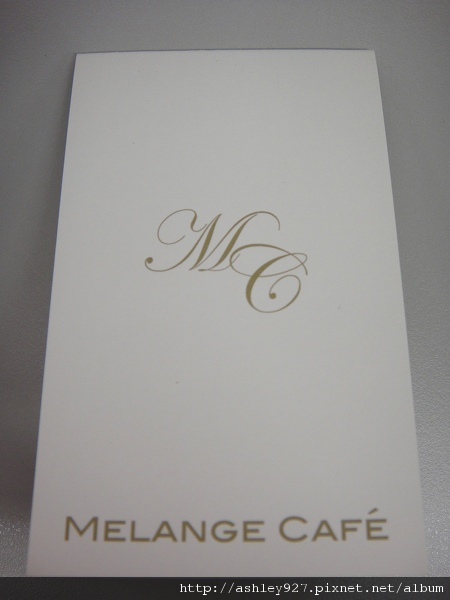 MC
MELANGE CAFÉ
http://ashley927.pixnet.net/album